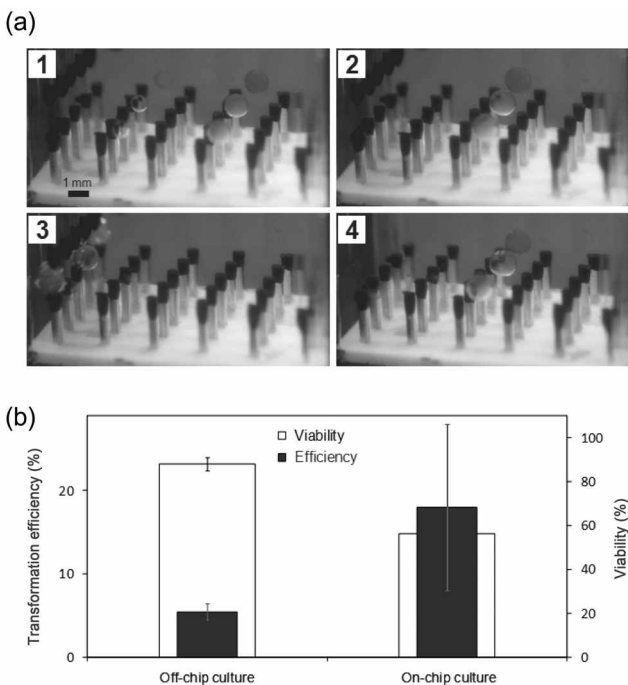 (a)
1
2
1 mm
3
4
(b)
Transformation efficiency (%)
20
10
0
Viability
Efficiency
100
80
60
40
20
0
Viability (%)
Off-chip culture
On-chip culture